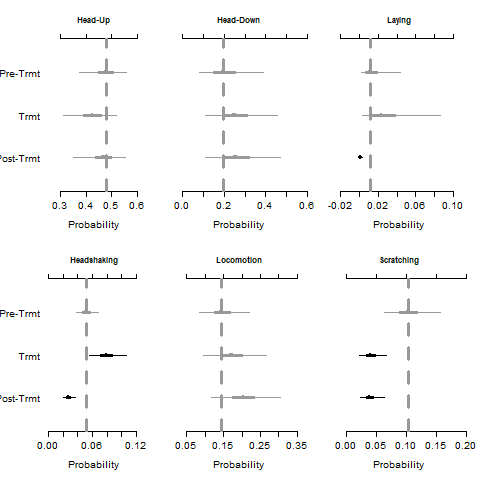 Head-Up Head-Down Laying
Pre-Trmt
Trmt
Post-Trmt
0.3 0.4 0.5 0.6 0.0 0.2 0.4 0.6 -0.02 0.02 0.06 0.10
Probability Probability Probability
Headshaking Locomotion Scratching
Pre-Trmt
Trmt
Post-Trmt
0.00 0.06 0.12 0.05 0.15 0.25 0.35 0.00 0.05 0.10 0.15 0.20
Probability Probability Probability